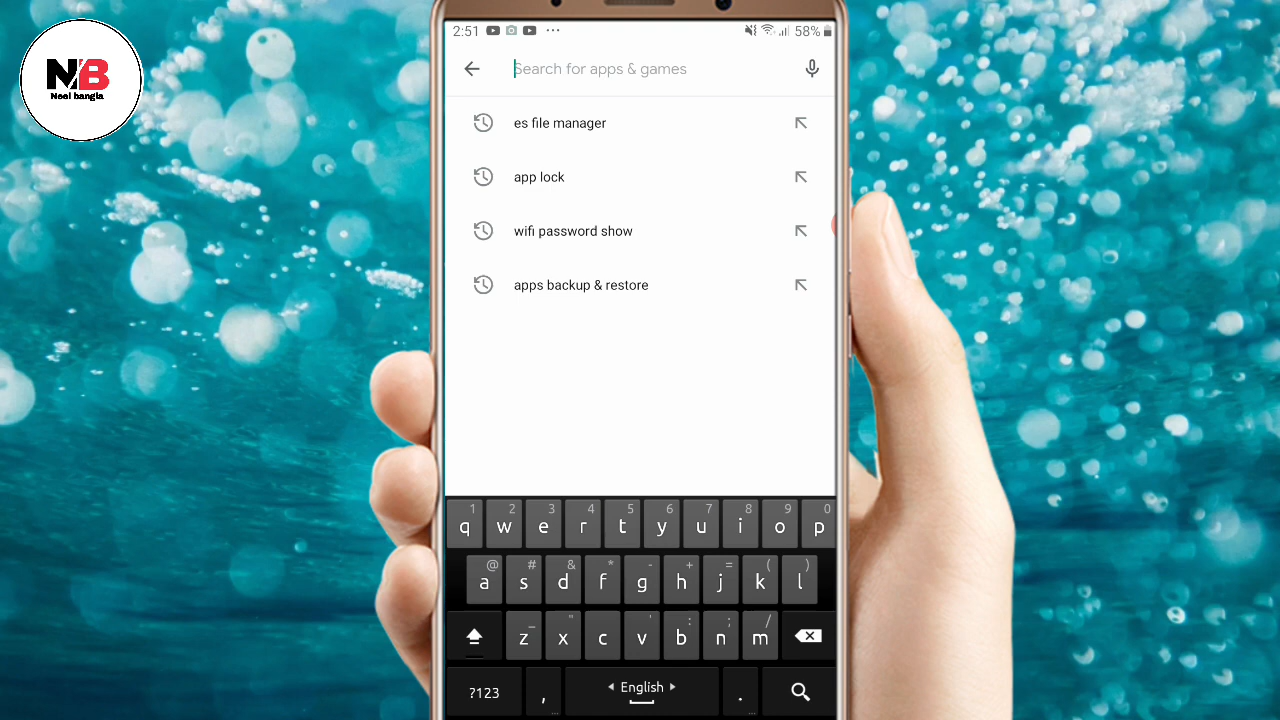 NB
Neel bangla
2:51 58%
Search for apps & games
es file manager
app lock
wifi password show
apps backup & restore
1 2 3 4 5 6 7 8 9 0
q w e r t y u i o p
@ # & * - + = ( )
a s d f g h j k l
_ " ' : ; /
z x c v b n m
?123 , English .